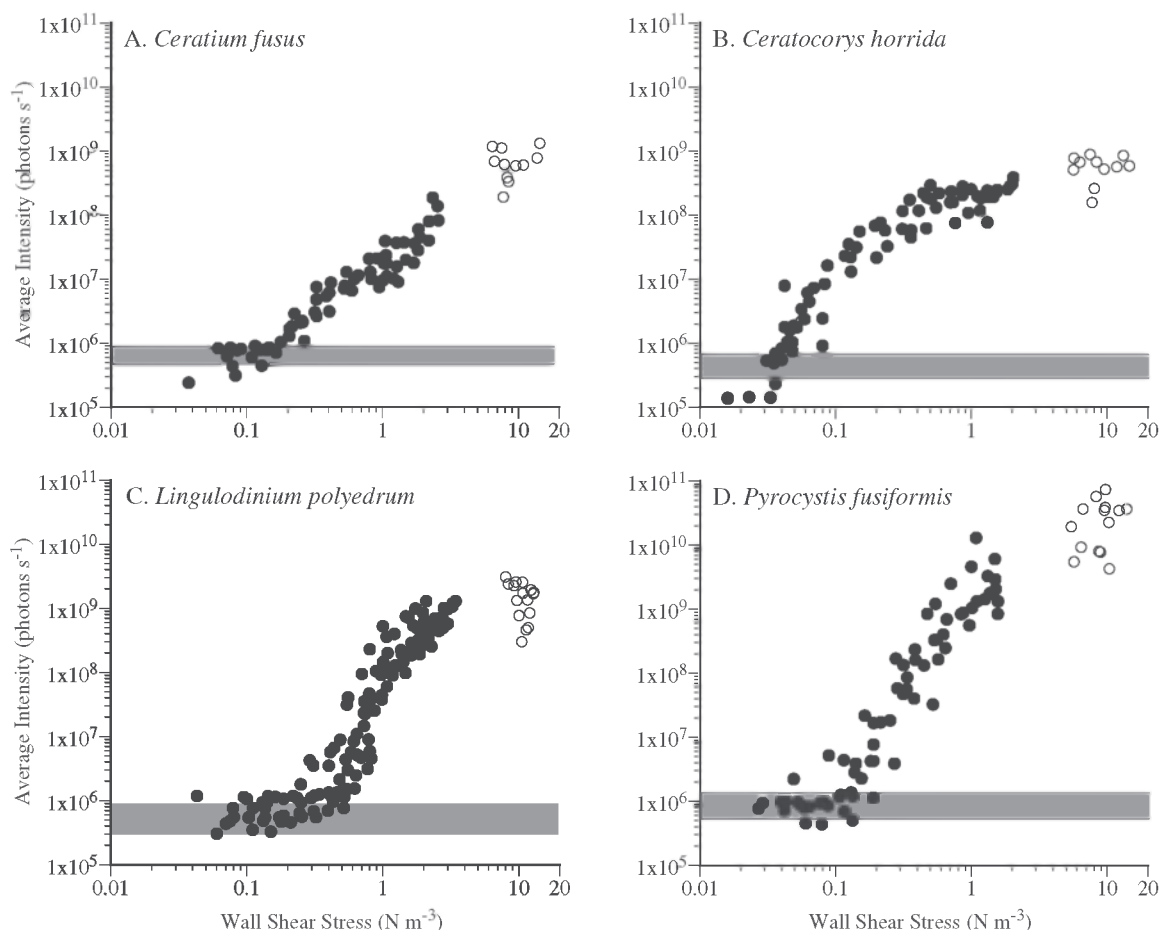 A. Ceratium fusus
Average Intensity (photons s-1)
1x10^11
1x10^10
1x10^9
1x10^8
1x10^7
1x10^6
1x10^5
0.01 0.1 1 10 20
B. Ceratocorys horrida
1x10^11
1x10^10
1x10^9
1x10^8
1x10^7
1x10^6
1x10^5
0.01 0.1 1 10 20
C. Lingulodinium polyedrum
Average Intensity (photons s-1)
1x10^11
1x10^10
1x10^9
1x10^8
1x10^7
1x10^6
1x10^5
0.01 0.1 1 10 20
Wall Shear Stress (N m-3)
D. Pyrocystis fusiformis
1x10^11
1x10^10
1x10^9
1x10^8
1x10^7
1x10^6
1x10^5
0.01 0.1 1 10 20
Wall Shear Stress (N m-3)